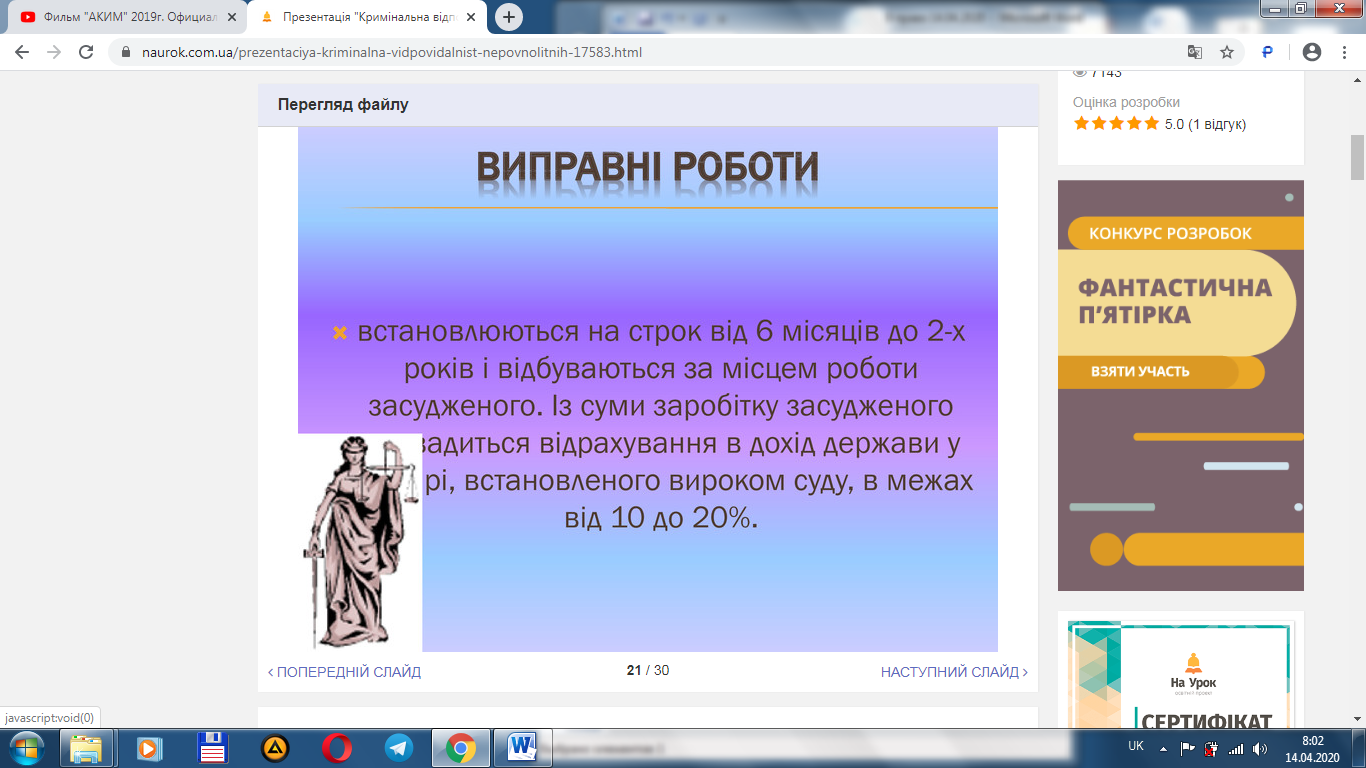 Фильм "АКИМ" 2019г. Официал
Презентація "Кримінальна відп
naurok.com.ua/prezentaciya-kriminalna-vidpovidalnist-nepovnolitnih-17583.html
7143
Перегляд файлу
Оцінка розробки
5.0 (1 відгук)
ВИПРАВНІ РОБОТИ
встановлюються на строк від 6 місяців до 2-х
років і відбуваються за місцем роботи
засудженого. Із суми заробітку засудженого
вадиться відрахування в дохід держави у
рі, встановленого вироком суду, в межах
від 10 до 20%.
КОНКУРС РОЗРОБОК
ФАНТАСТИЧНА
П'ЯТІРКА
ВЗЯТИ УЧАСТЬ
‹ ПОПЕРЕДНІЙ СЛАЙД
21 / 30
НАСТУПНИЙ СЛАЙД ›
На Урок
СЕРТИФІКАТ
javascript:void(0)
UK
8:02
14.04.2020